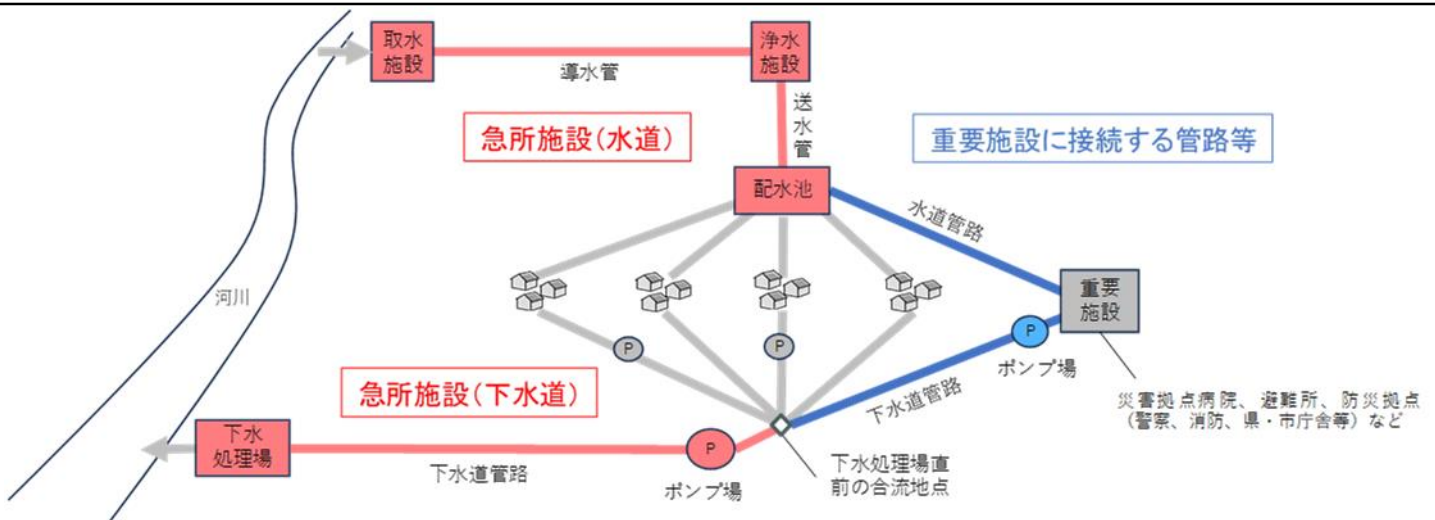 取水
施設
導水管
浄水
施設
送水管
急所施設(水道)
重要施設に接続する管路等
配水池
水道管路
河川
重要
施設
P
P
P
ポンプ場
急所施設(下水道)
下水道管路
災害拠点病院、避難所、防災拠点
(警察、消防、県・市庁舎等)など
下水
処理場
P
下水道管路
ポンプ場
下水処理場直
前の合流地点